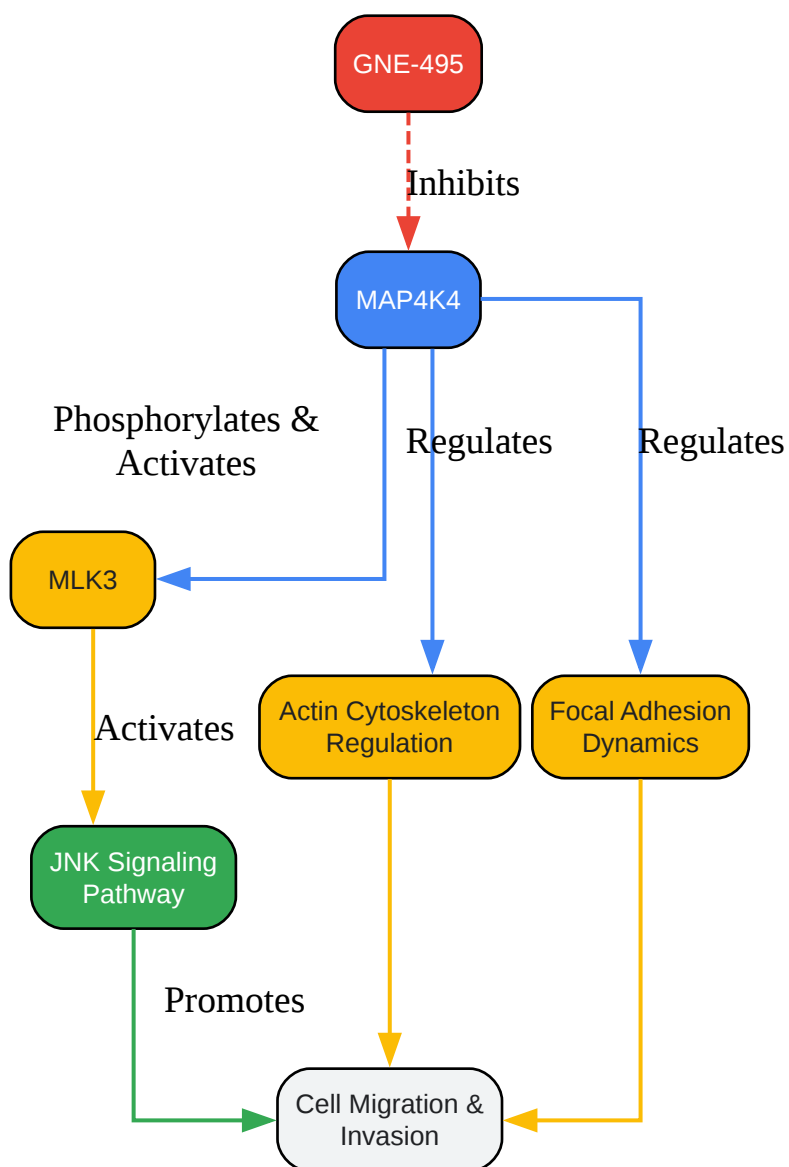 GNE-495
Inhibits
MAP4K4
Phosphorylates &
Activates
Regulates
Regulates
MLK3
Actin Cytoskeleton
Regulation
Focal Adhesion
Dynamics
Activates
JNK Signaling
Pathway
Promotes
Cell Migration &
Invasion